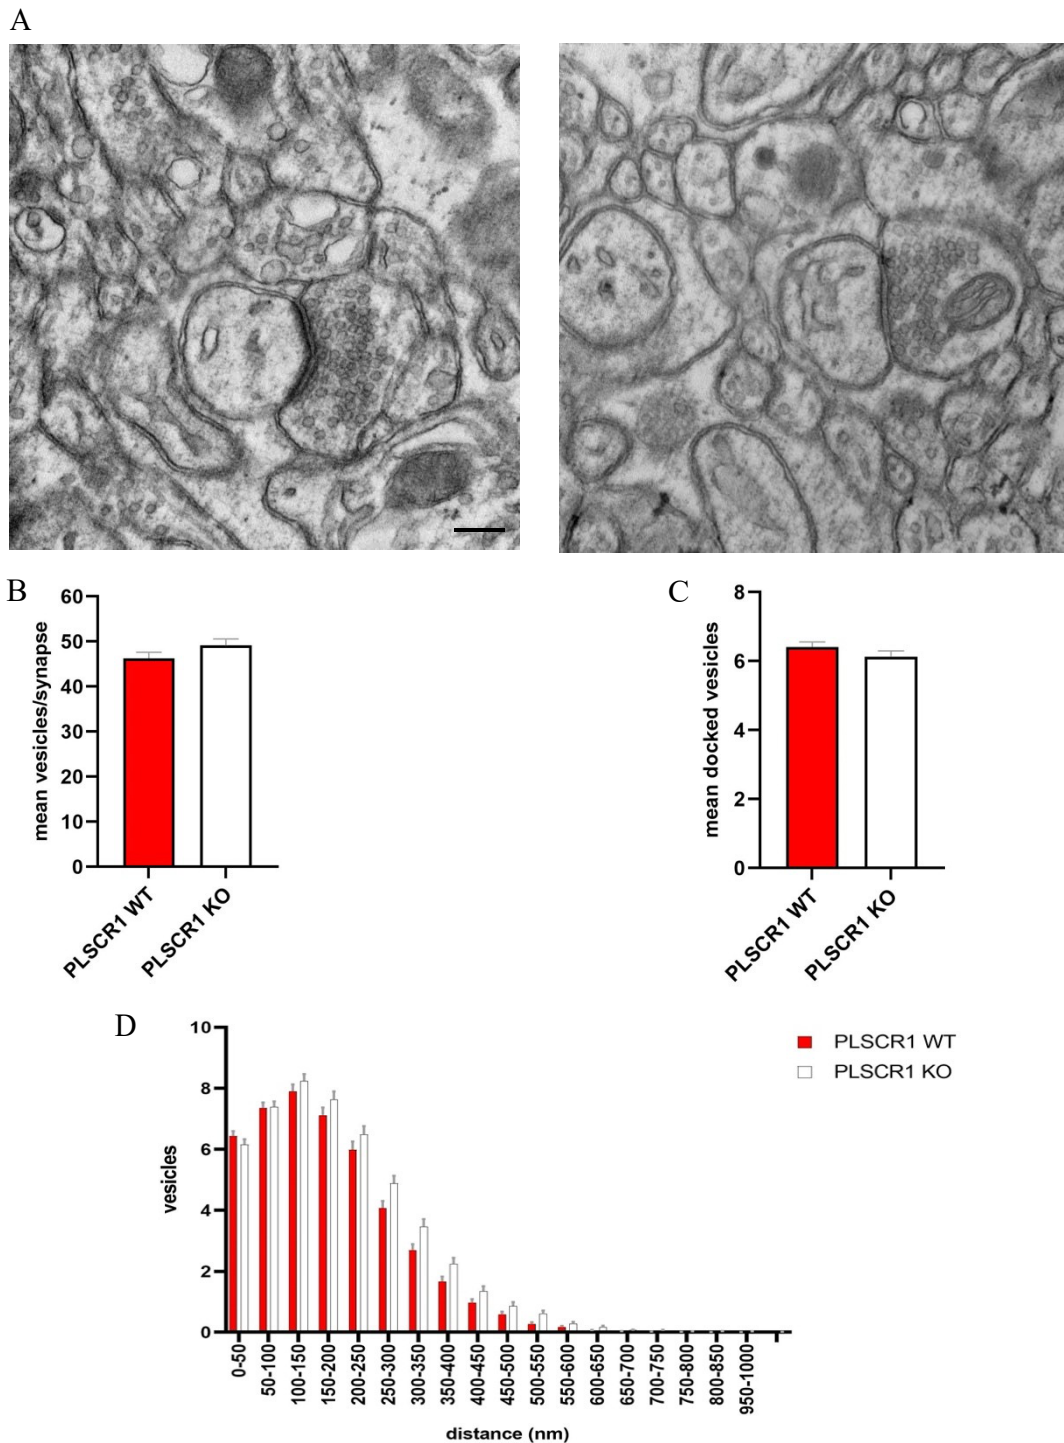 A
B
60
50
40
30
20
10
0
mean vesicles/synapse
PLSCR1 WT
PLSCR1 KO
C
8
6
4
2
0
mean docked vesicles
PLSCR1 WT
PLSCR1 KO
D
10
8
6
4
2
0
vesicles
0-50
50-100
100-150
150-200
200-250
250-300
300-350
350-400
400-450
450-500
500-550
550-600
600-650
650-700
700-750
750-800
800-850
950-1000
distance (nm)
PLSCR1 WT
PLSCR1 KO